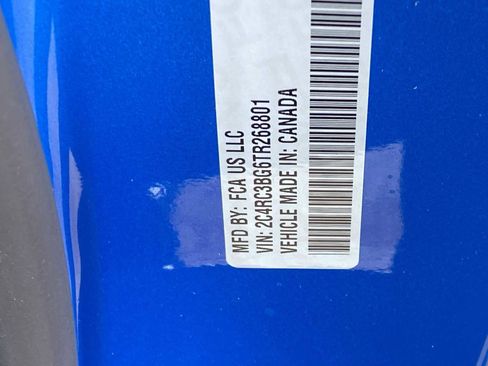 MFD BY: FCA US LLC
VIN: 2C4RC3BG6TR268801
VEHICLE MADE IN: CANADA